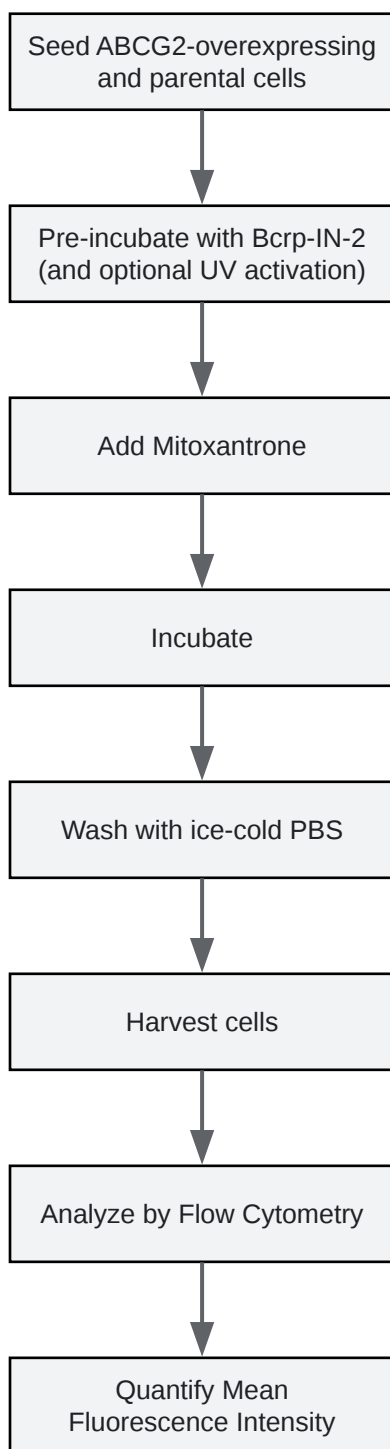 Seed ABCG2-overexpressing
and parental cells
Pre-incubate with Bcrp-IN-2
(and optional UV activation)
Add Mitoxantrone
Incubate
Wash with ice-cold PBS
Harvest cells
Analyze by Flow Cytometry
Quantify Mean
Fluorescence Intensity